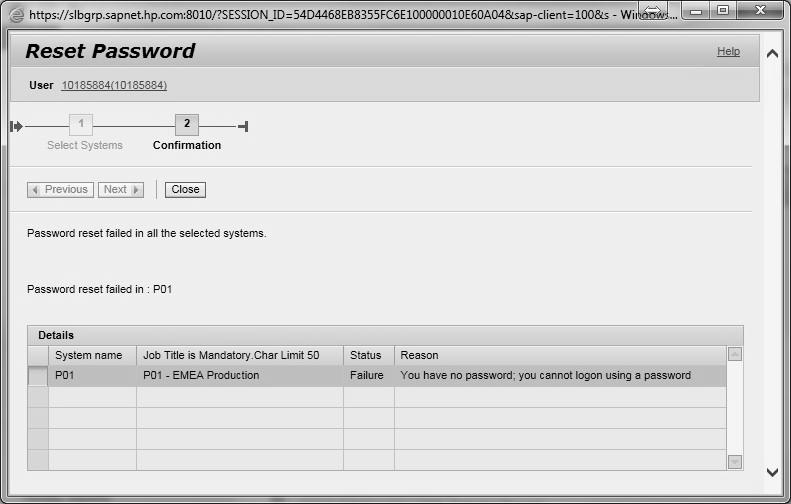 https://slbgrp.sapnet.hp.com:8010/?SESSION_ID=54D4468EB8355FC6E100000010E60A04&sap-client=100&s - Windows...
Reset Password
Help
User 10185884(10185884)
1 2
Select Systems Confirmation
Previous Next Close
Password reset failed in all the selected systems.
Password reset failed in : P01
Details
System name Job Title is Mandatory.Char Limit 50 Status Reason
P01 P01 - EMEA Production Failure You have no password; you cannot logon using a password